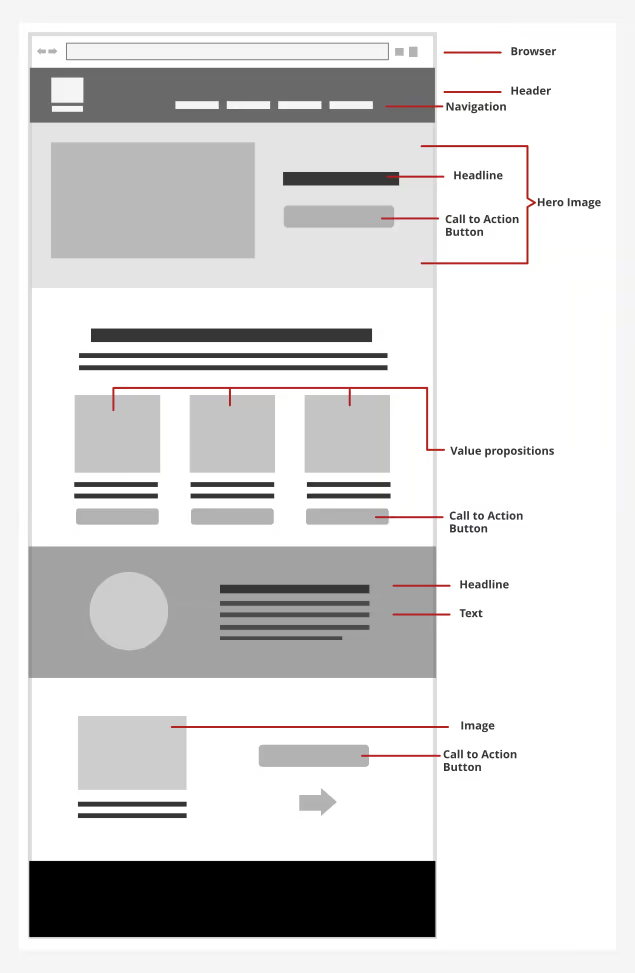 Browser
Header
Navigation
Headline
Hero Image
Call to Action
Button
Value propositions
Call to Action
Button
Headline
Text
Image
Call to Action
Button